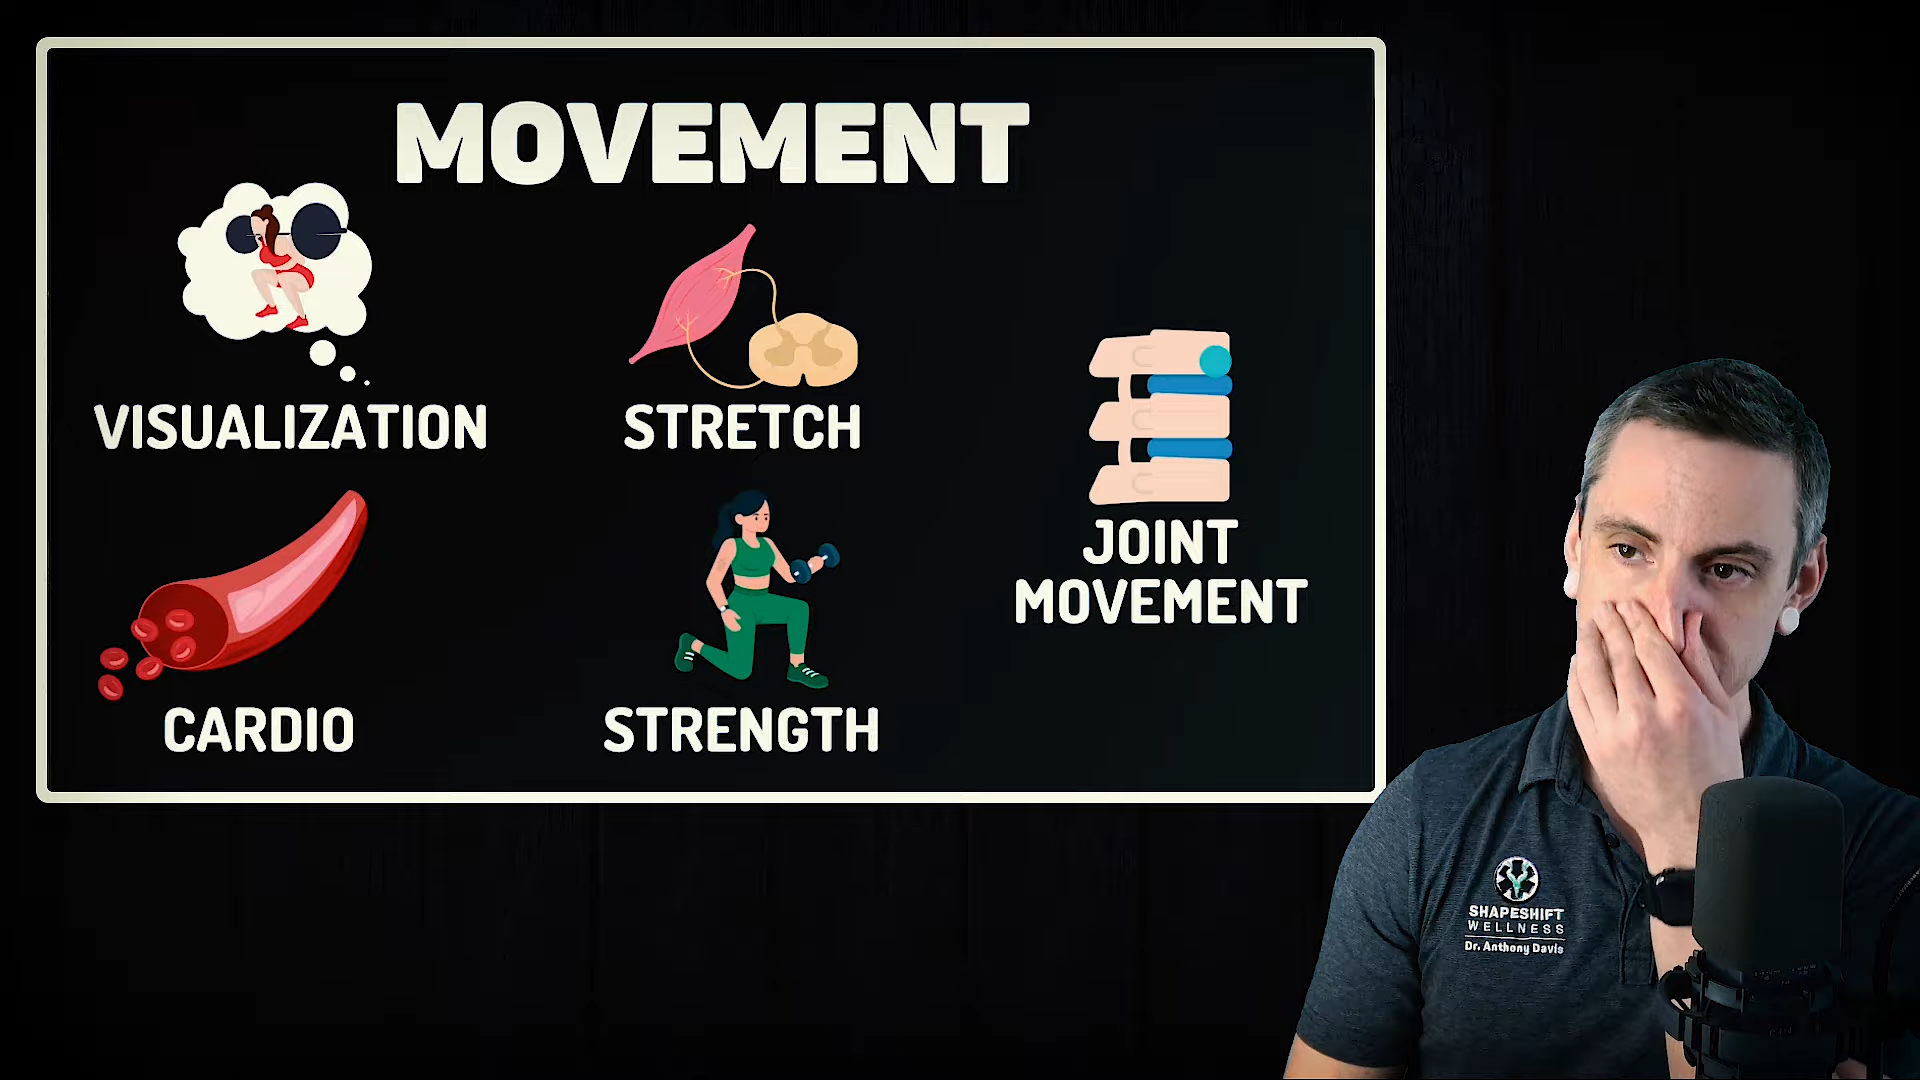 MOVEMENT
VISUALIZATION
STRETCH
CARDIO
STRENGTH
JOINT
MOVEMENT
SHAPESHIFT
WELLNESS
Dr. Anthony Davis